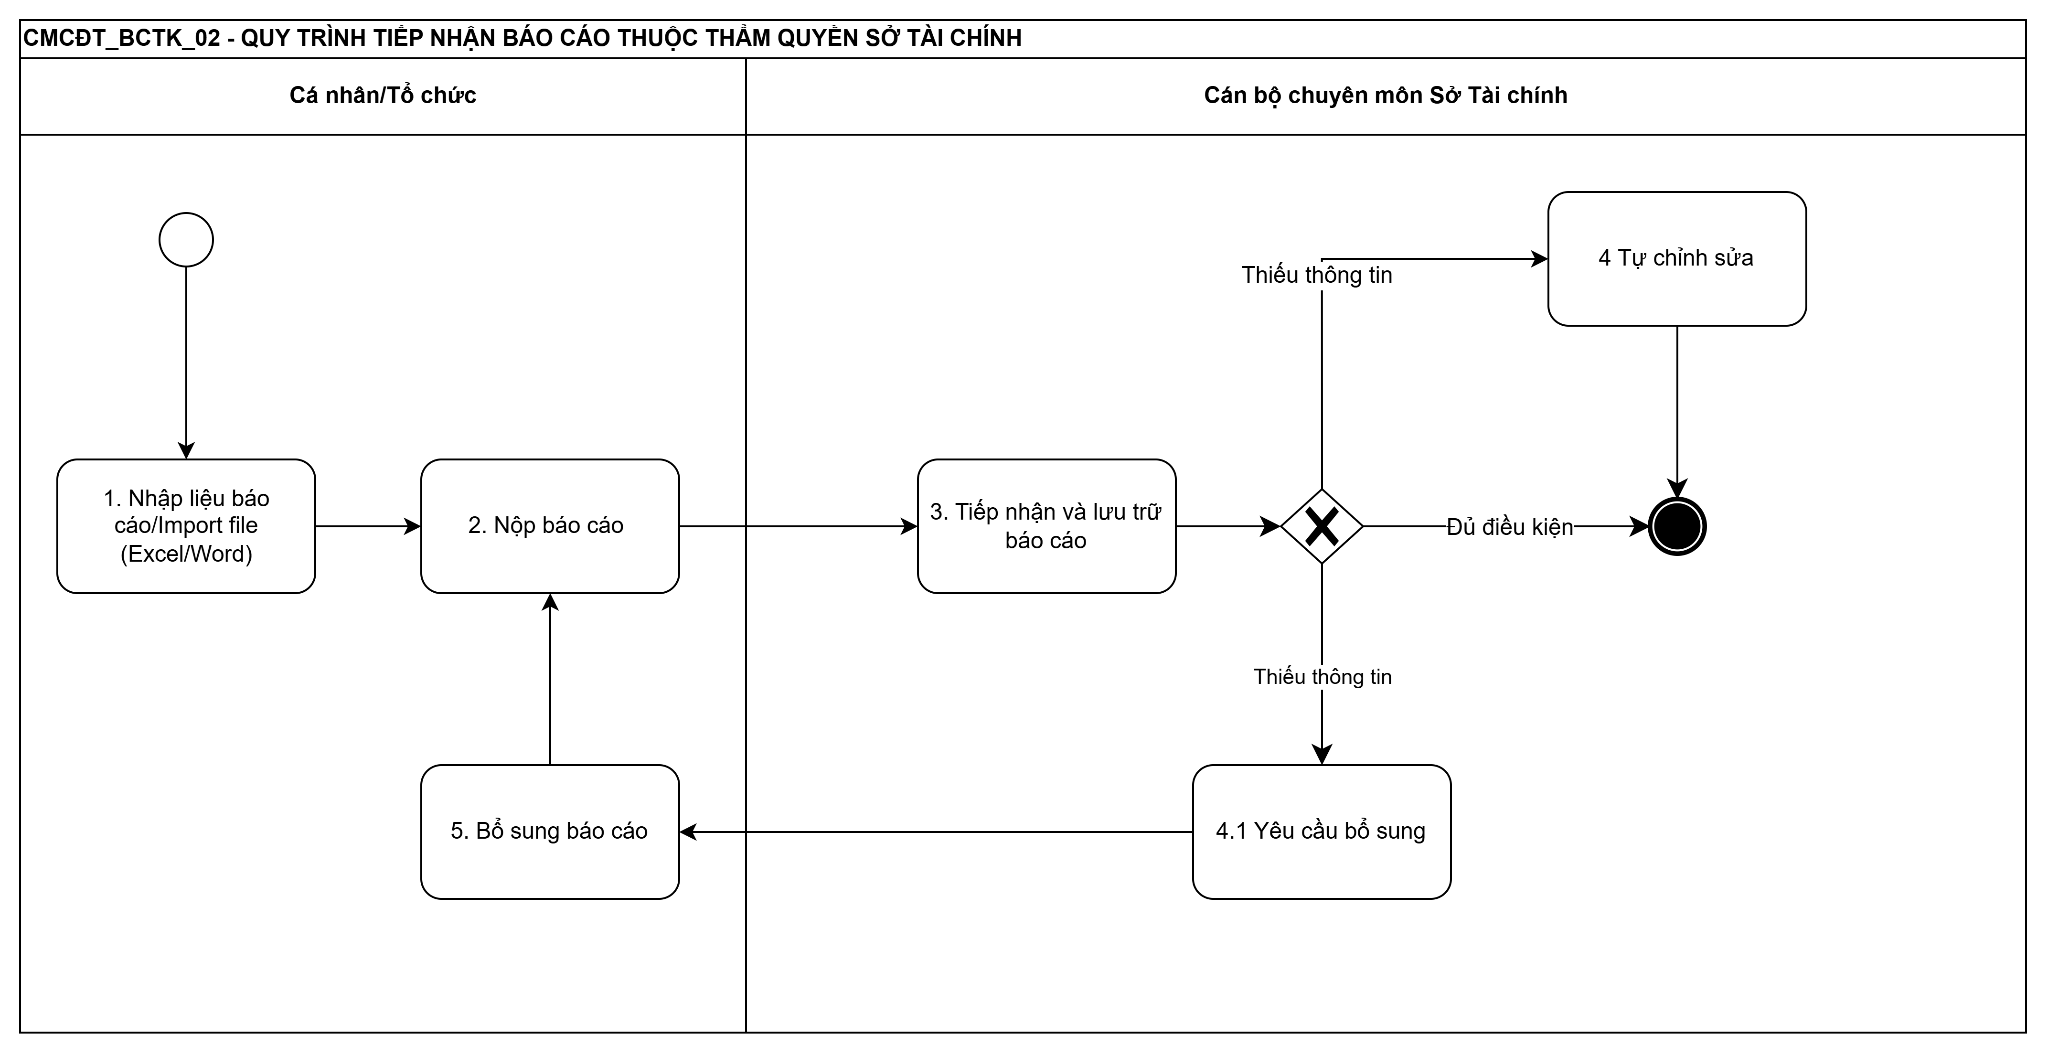 CMCĐT_BCTK_02 - QUY TRÌNH TIẾP NHẬN BÁO CÁO THUỘC THẨM QUYỀN SỞ TÀI CHÍNH
Cá nhân/Tổ chức
Cán bộ chuyên môn Sở Tài chính
4 Tự chỉnh sửa
Thiếu thông tin
1. Nhập liệu báo
cáo/Import file
(Excel/Word)
2. Nộp báo cáo
3. Tiếp nhận và lưu trữ
báo cáo
Đủ điều kiện
Thiếu thông tin
5. Bổ sung báo cáo
4.1 Yêu cầu bổ sung